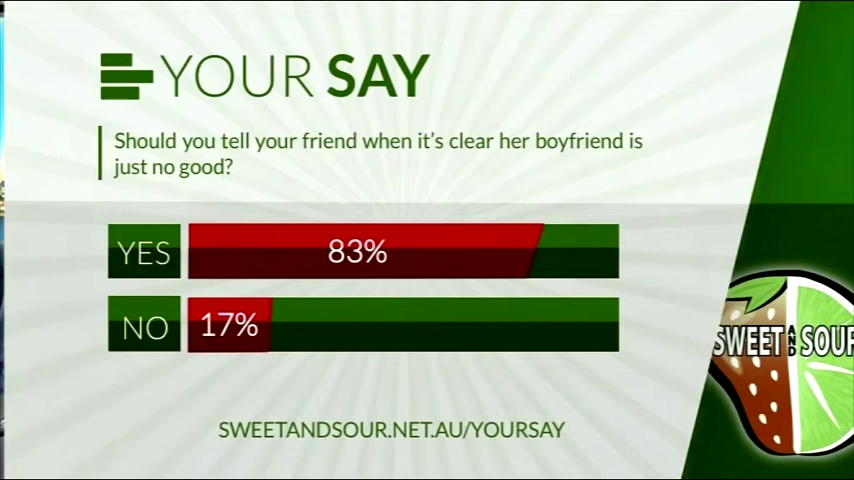 YOUR SAY
Should you tell your friend when it's clear her boyfriend is
just no good?
YES 83%
NO 17%
SWEET AND SOUR
SWEETANDSOUR.NET.AU/YOURSAY